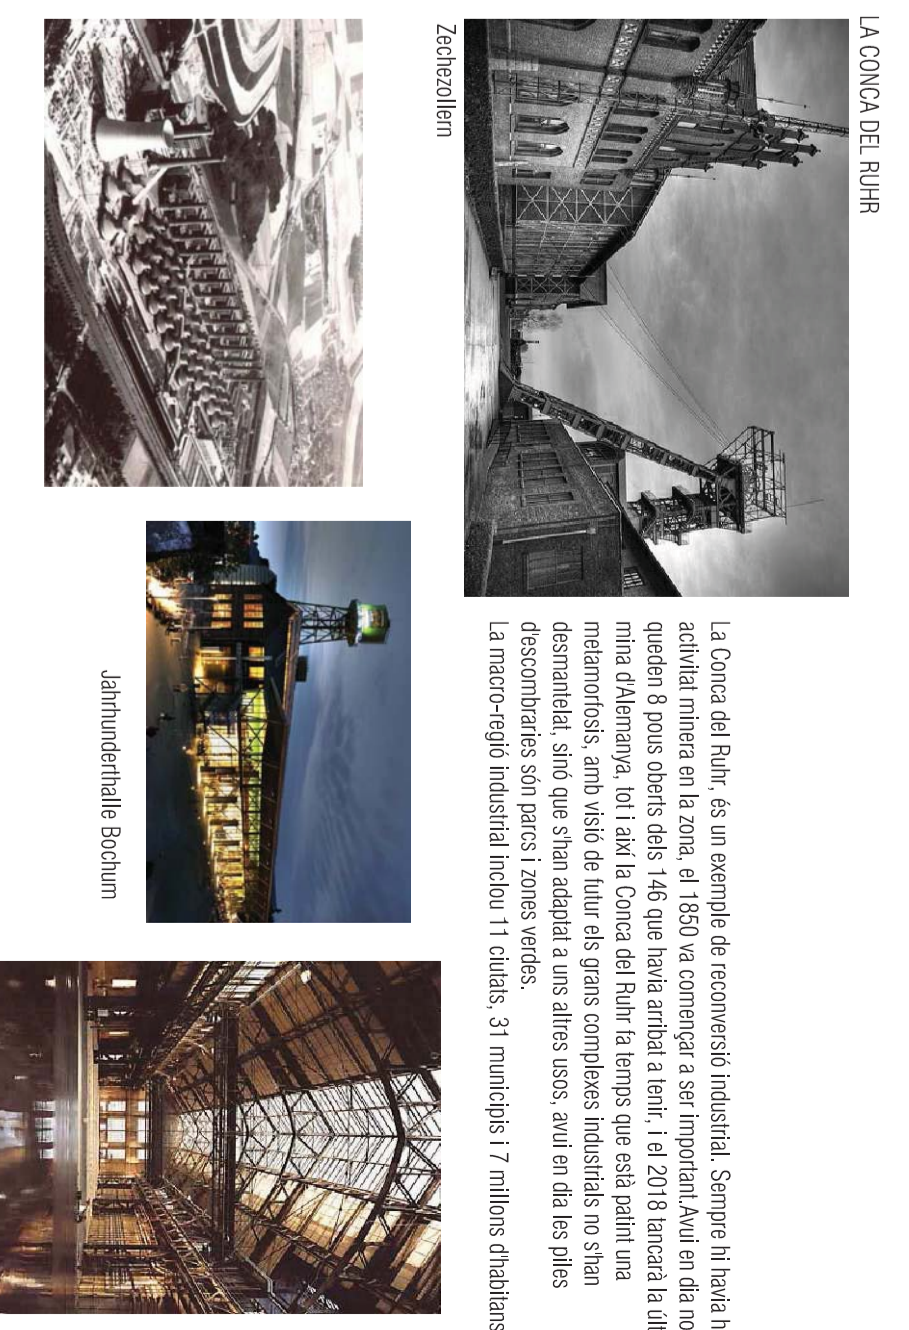 LA CONCA DEL RUHR
Zechezollern
La Conca del Ruhr, és un exemple de reconversió industrial. Sempre hi havia h
activitat minera en la zona, el 1850 va començar a ser important.Avui en dia no
queden 8 pous oberts dels 146 que havia arribat a tenir, i el 2018 tancarà la últ
mina d'Alemanya, tot i així la Conca del Ruhr fa temps que està patint una
metamorfosis, amb visió de futur els grans complexes industrials no s'han
desmantelat, sinó que s'han adaptat a uns altres usos, avui en dia les piles
d'escombraries són parcs i zones verdes.
La macro-regió industrial inclou 11 ciutats, 31 municipis i 7 millons d'habitans
Jahrhunderthalle Bochum